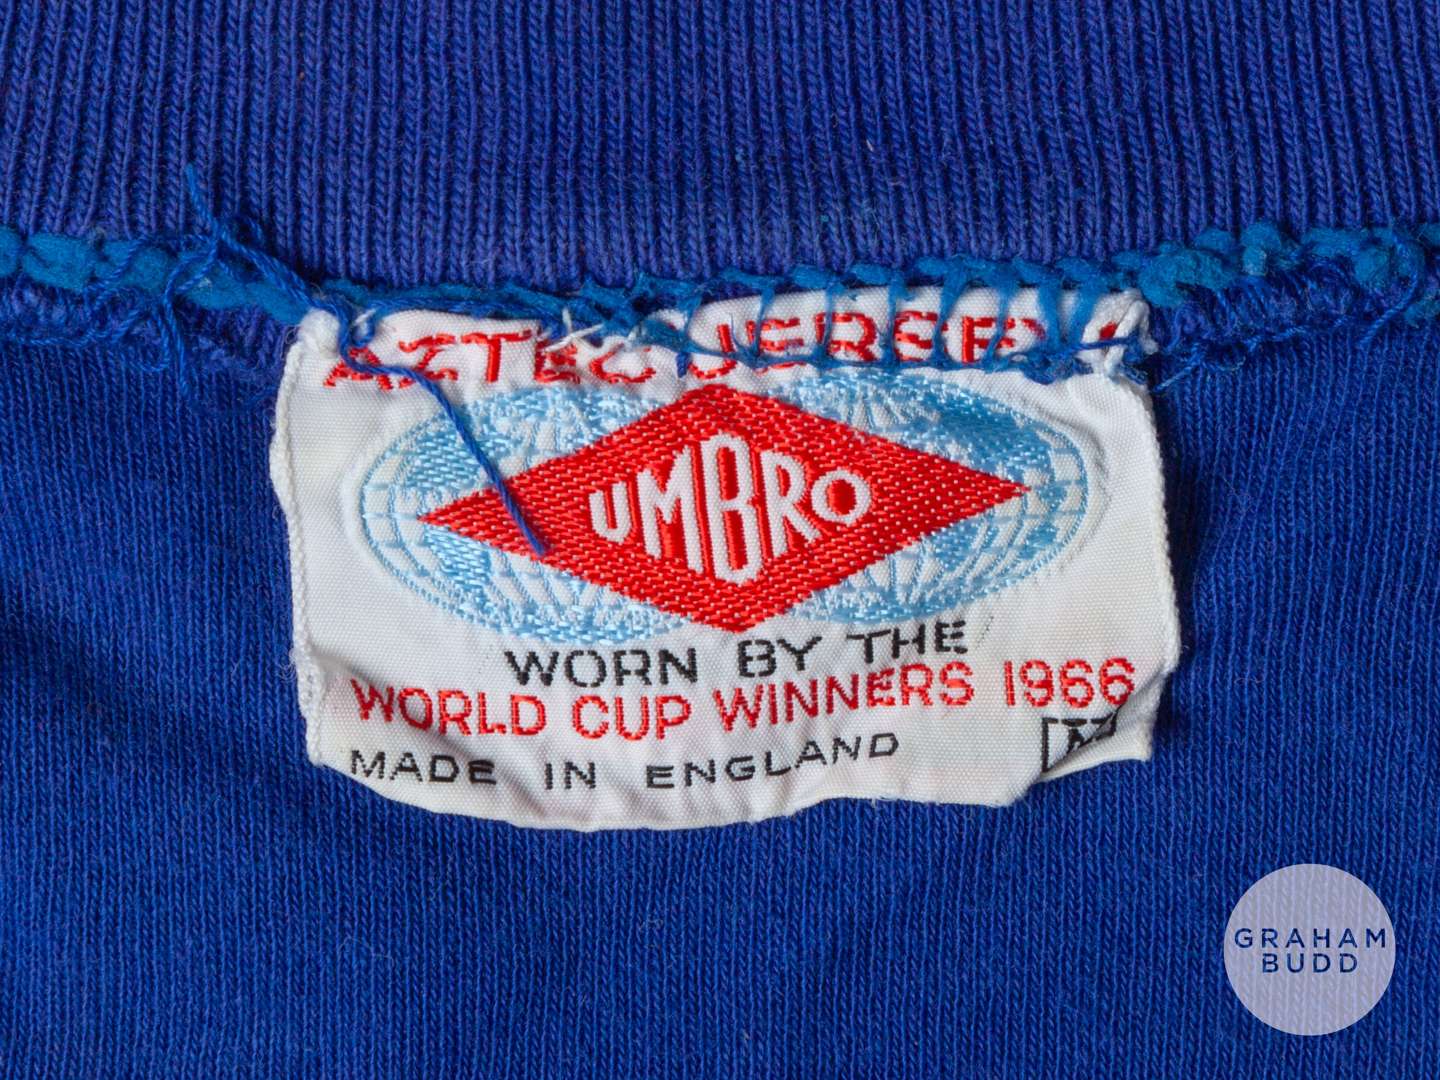 AZTEC JERSEY
UMBRO
WORN BY THE
WORLD CUP WINNERS 1966
MADE IN ENGLAND
M
GRAHAM
BUDD